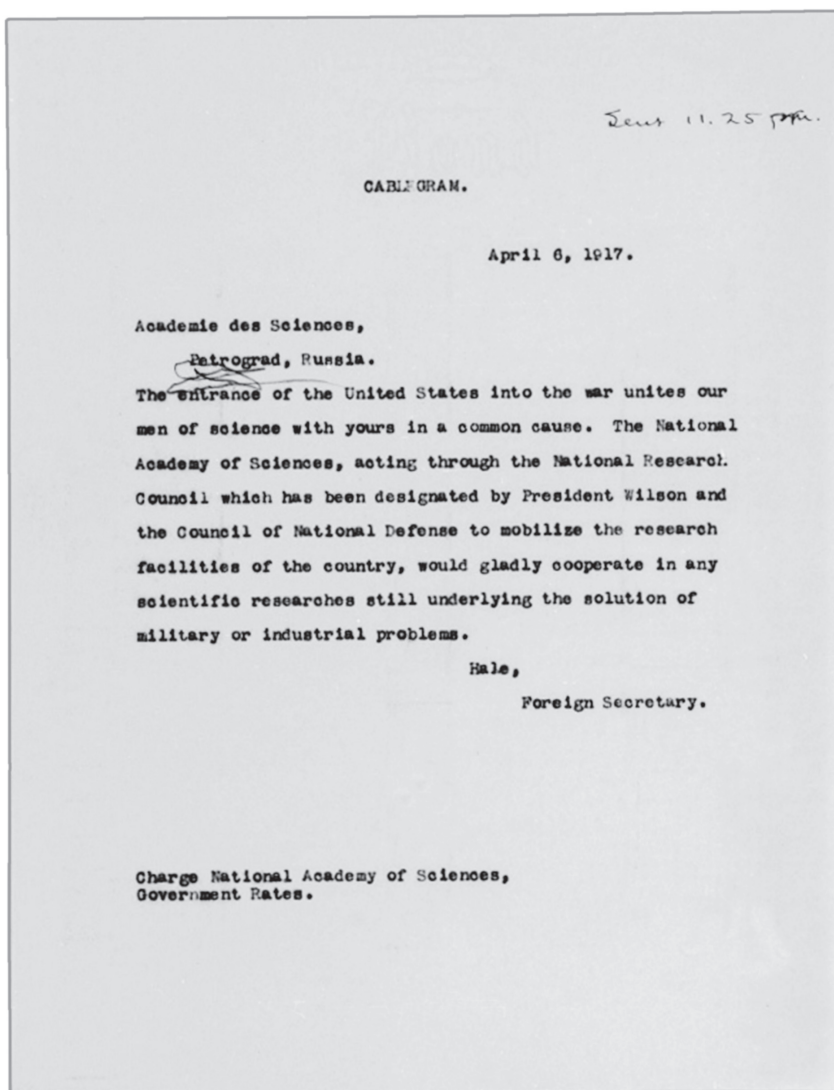 Sent 11.25 pm.
CABLEGRAM.
April 6, 1917.
Academie des Sciences,
Petrograd, Russia.
The entrance of the United States into the war unites our
men of science with yours in a common cause. The National
Academy of Sciences, acting through the National Research
Council which has been designated by President Wilson and
the Council of National Defense to mobilize the research
facilities of the country, would gladly cooperate in any
scientific researches still underlying the solution of
military or industrial problems.
Hale,
Foreign Secretary.
Charge National Academy of Sciences,
Government Rates.